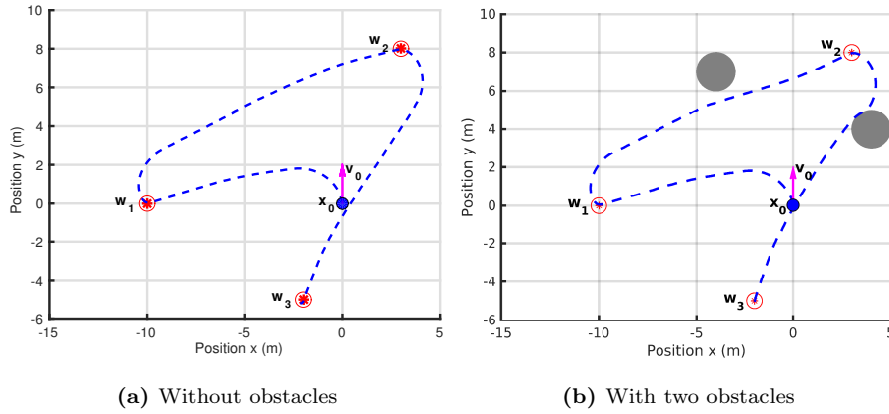 10
8
6
4
2
0
-2
-4
-6
-15
-10
-5
0
5
Position y (m)
Position x (m)
w2
w1
v0
x0
w3
10
8
6
4
2
0
-2
-4
-6
-15
-10
-5
0
5
Position y (m)
Position x (m)
w2
v0
w1
x0
w3
(a) Without obstacles
(b) With two obstacles